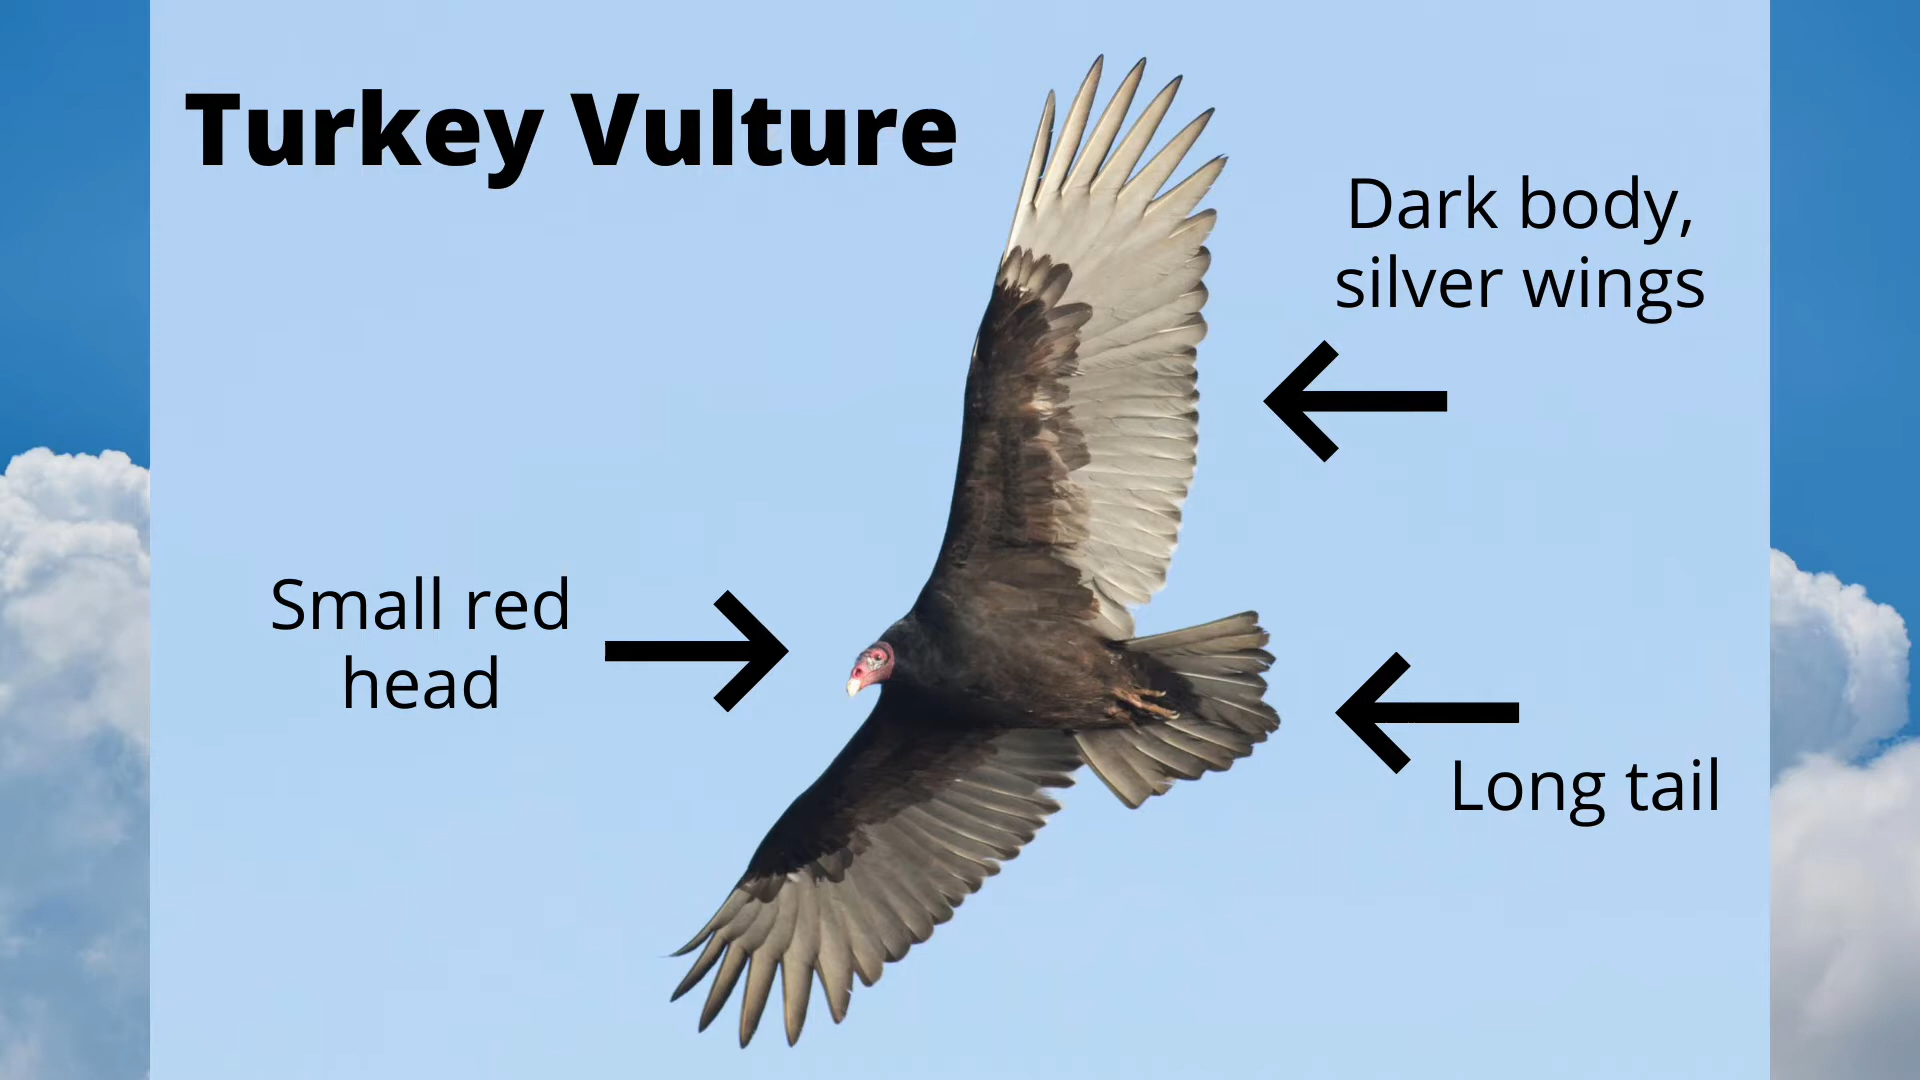 Turkey Vulture
Dark body,
silver wings
Small red
head
Long tail